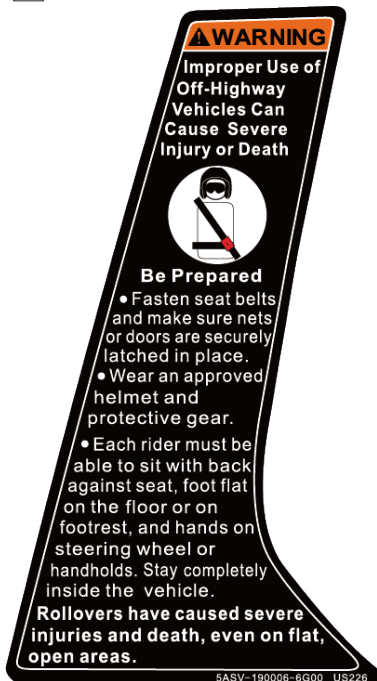 WARNING
Improper Use of
Off-Highway
Vehicles Can
Cause Severe
Injury or Death
Be Prepared
• Fasten seat belts
and make sure nets
or doors are securely
latched in place.
• Wear an approved
helmet and
protective gear.
• Each rider must be
able to sit with back
against seat, foot flat
on the floor or on
footrest, and hands on
steering wheel or
handholds. Stay completely
inside the vehicle.
Rollovers have caused severe
injuries and death, even on flat,
open areas.
5ASV-190006-6G00 US226